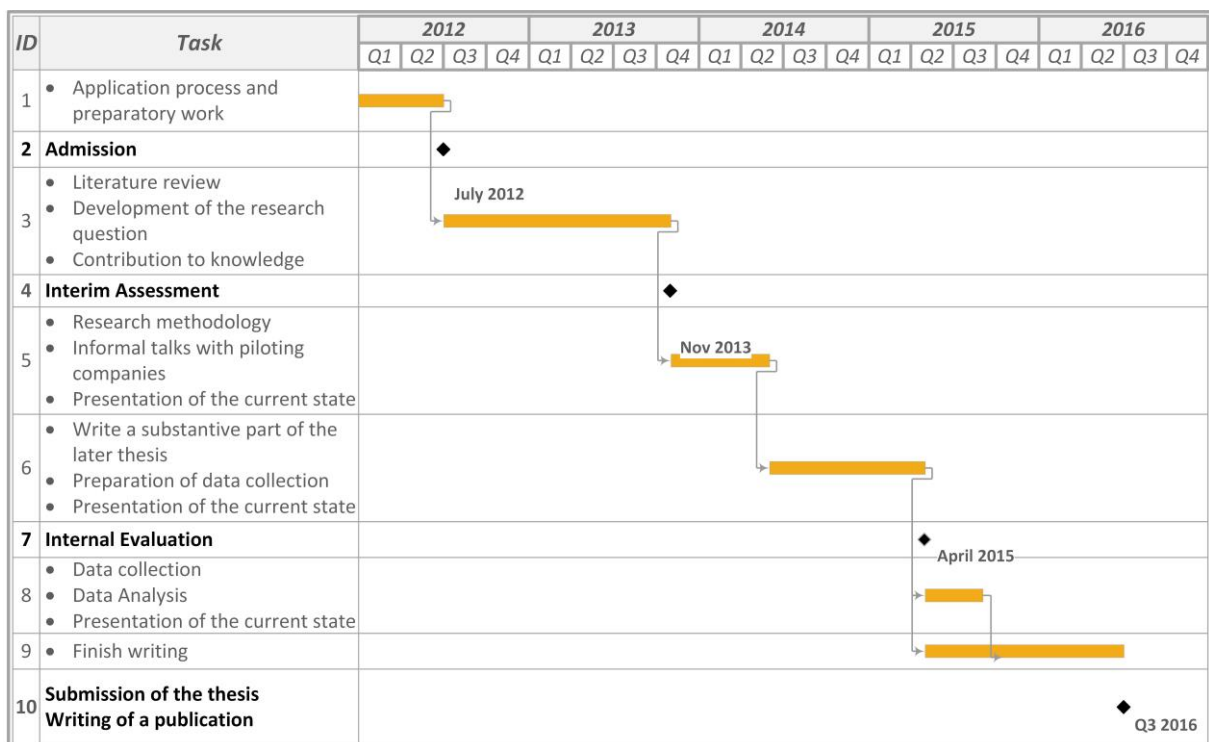 ID Task 2012 2013 2014 2015 2016
Q1 Q2 Q3 Q4 Q1 Q2 Q3 Q4 Q1 Q2 Q3 Q4 Q1 Q2 Q3 Q4 Q1 Q2 Q3 Q4
1 • Application process and
preparatory work
2 Admission
3 • Literature review
• Development of the research
question
• Contribution to knowledge
July 2012
4 Interim Assessment
5 • Research methodology
• Informal talks with piloting
companies
• Presentation of the current state
Nov 2013
6 • Write a substantive part of the
later thesis
• Preparation of data collection
• Presentation of the current state
7 Internal Evaluation
April 2015
8 • Data collection
• Data Analysis
• Presentation of the current state
9 • Finish writing
10 Submission of the thesis
Writing of a publication
Q3 2016